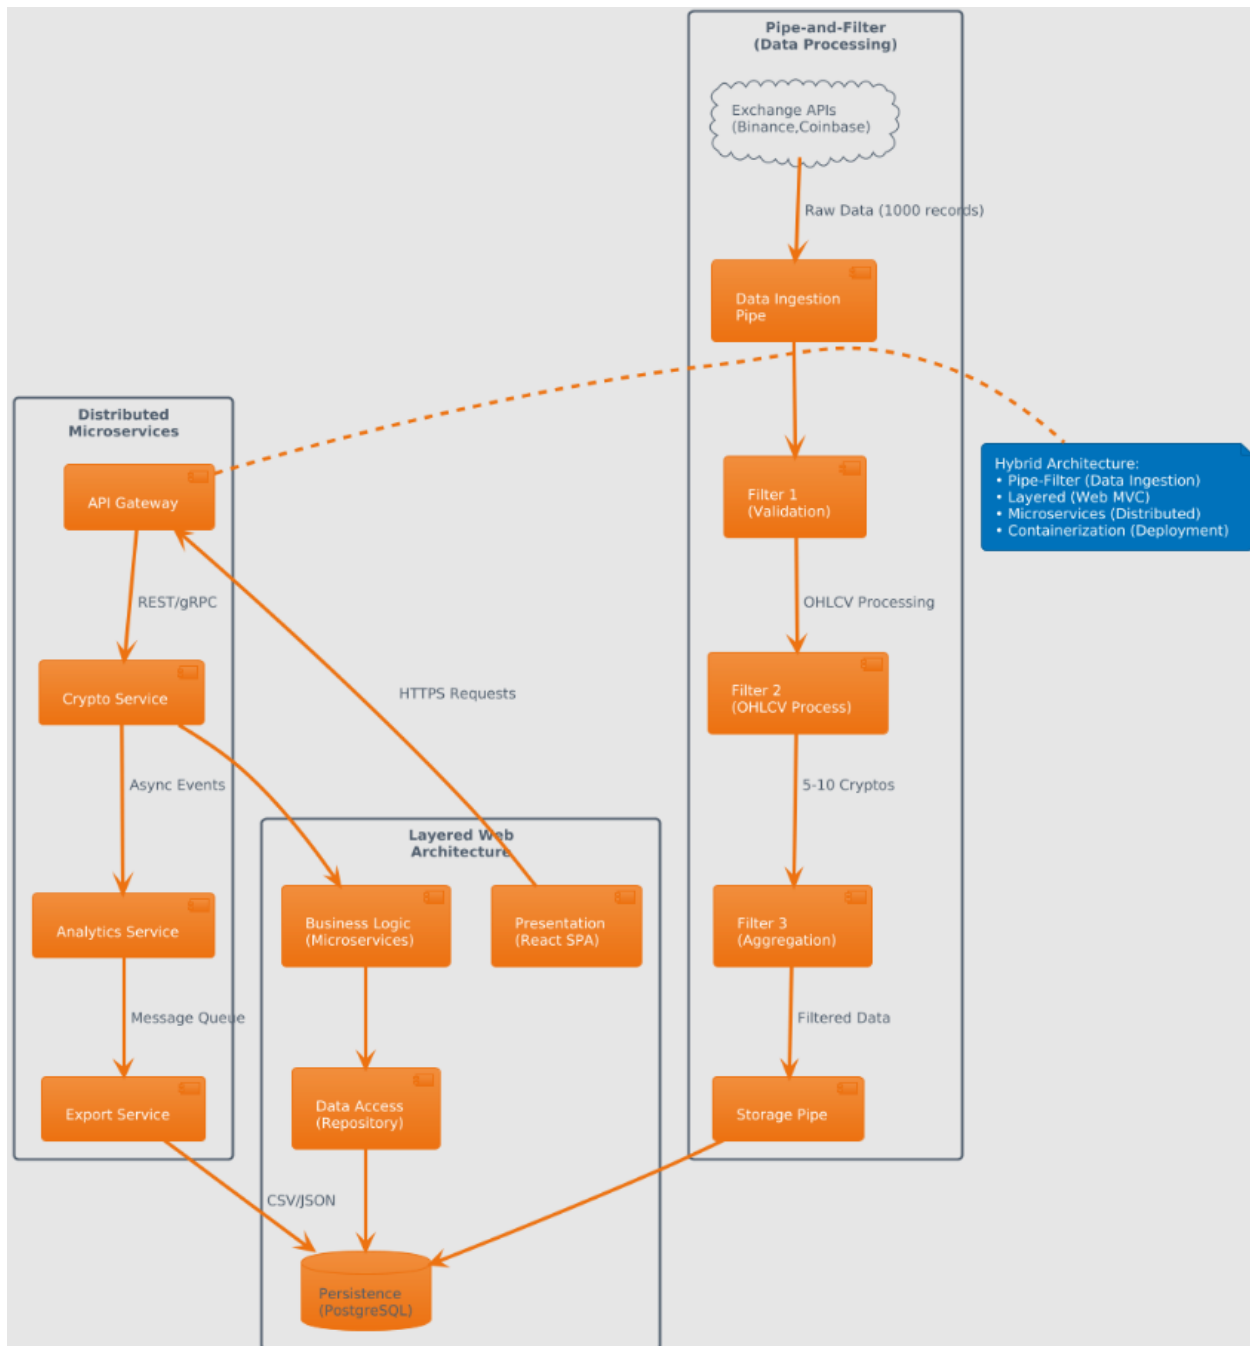 Pipe-and-Filter
(Data Processing)
Exchange APIs
(Binance,Coinbase)
Raw Data (1000 records)
Data Ingestion
Pipe
Distributed
Microservices
API Gateway
Hybrid Architecture:
• Pipe-Filter (Data Ingestion)
• Layered (Web MVC)
• Microservices (Distributed)
• Containerization (Deployment)
Filter 1
(Validation)
REST/gRPC
OHLCV Processing
Crypto Service
HTTPS Requests
Filter 2
(OHLCV Process)
Async Events
5-10 Cryptos
Layered Web
Architecture
Analytics Service
Business Logic
(Microservices)
Presentation
(React SPA)
Filter 3
(Aggregation)
Message Queue
Filtered Data
Export Service
Data Access
(Repository)
Storage Pipe
CSV/JSON
Persistence
(PostgreSQL)